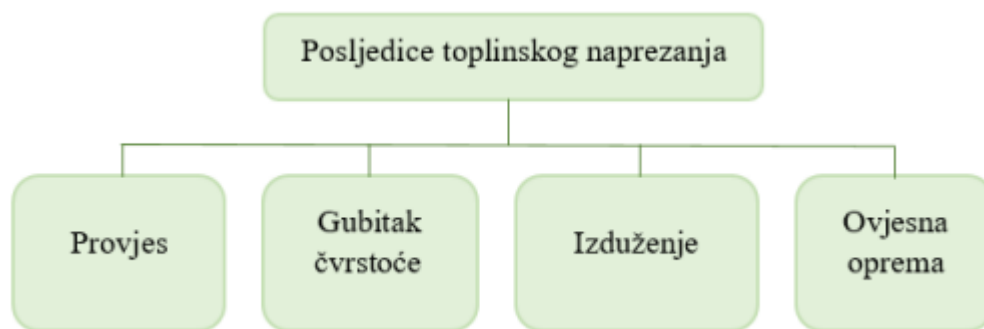 Posljedice toplinskog naprezanja
Provjes
Gubitak
čvrstoće
Izduženje
Ovjesna
oprema